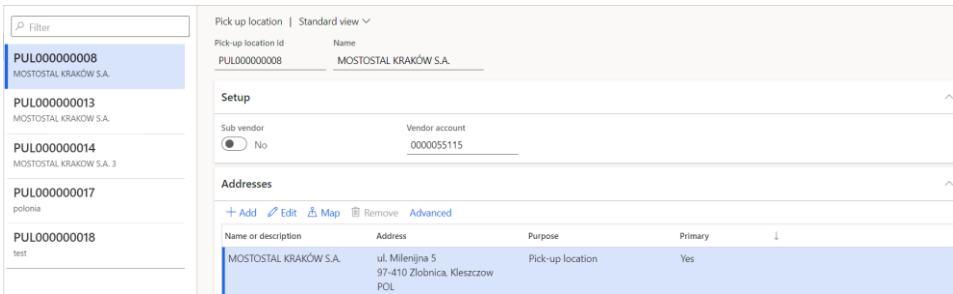 Filter
PUL000000008
MOSTOSTAL KRAKÓW S.A.
PUL000000013
MOSTOSTAL KRAKOW S.A.
PUL000000014
MOSTOSTAL KRAKOW S.A. 3
PUL000000017
polonia
PUL000000018
test
Pick up location | Standard view
Pick-up location id Name
PUL000000008 MOSTOSTAL KRAKÓW S.A.
Setup
Sub vendor Vendor account
No 0000055115
Addresses
Add Edit Map Remove Advanced
Name or description Address Purpose Primary
MOSTOSTAL KRAKÓW S.A. ul. Milenijna 5 Pick-up location Yes
97-410 Zlobnica, Kleszczow
POL